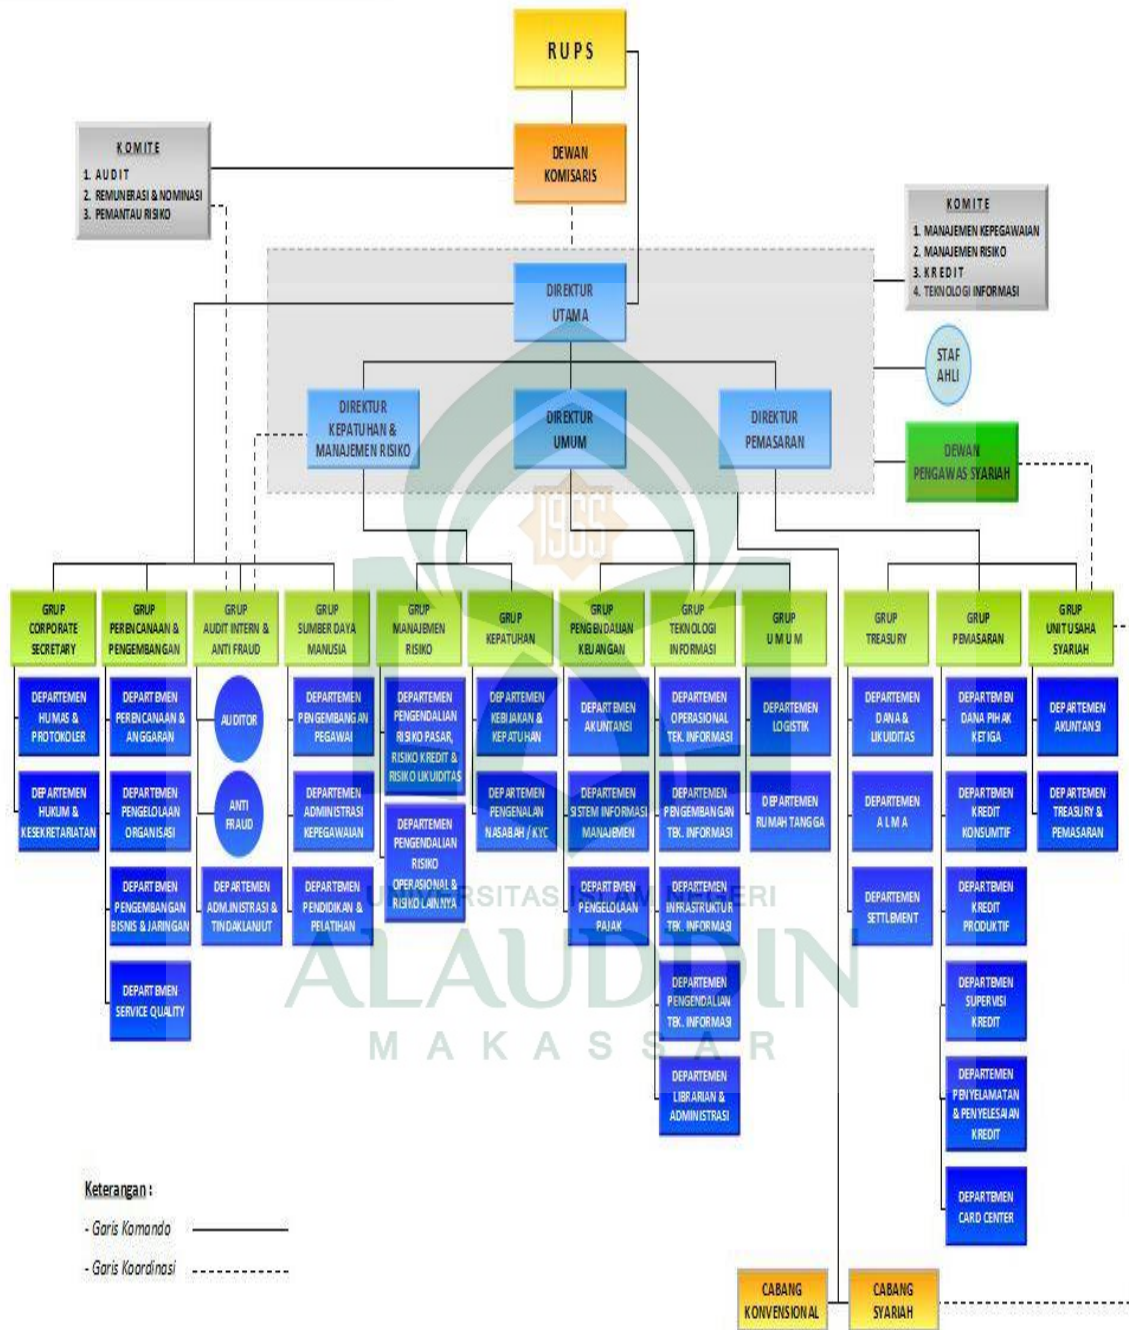 RUPS
DEWAN
KOMISARIS
KOMITE
1. AUDIT
2. REMUNERASI & NOMINASI
3. PEMANTAU RISIKO
KOMITE
1. MANAJEMEN KEPEGAWAIAN
2. MANAJEMEN RISIKO
3. KREDIT
4. TEKNOLOGI INFORMASI
DIREKTUR
UTAMA
STAF
AHLI
DIREKTUR
KEPATUHAN &
MANAJEMEN RISIKO
DIREKTUR
UMUM
DIREKTUR
PEMASARAN
DEWAN
PENGAWAS SYARIAH
1965
GRUP
CORPORATE
SECRETARY
GRUP
PERENCANAAN &
PENGEMBANGAN
GRUP
AUDIT INTERN &
ANTI FRAUD
GRUP
SUMBER DAYA
MANUSIA
GRUP
MANAJEMEN
RISIKO
GRUP
KEPATUHAN
GRUP
PENGENDALIAN
KEUANGAN
GRUP
TEKNOLOGI
INFORMASI
GRUP
UMUM
GRUP
TREASURY
GRUP
PEMASARAN
GRUP
UNIT USAHA
SYARIAH
DEPARTEMEN
HUMAS &
PROTOKOLER
DEPARTEMEN
HUKUM &
KESEKRETARIATAN
DEPARTEMEN
PERENCANAAN &
ANGGARAN
DEPARTEMEN
PENGELOLAAN
ORGANISASI
DEPARTEMEN
PENGEMBANGAN
BISNIS & JARINGAN
DEPARTEMEN
SERVICE QUALITY
AUDITOR
ANTI
FRAUD
DEPARTEMEN
ADMINISTRASI &
TINDAKLANJUT
DEPARTEMEN
PENGEMBANGAN
PEGAWAI
DEPARTEMEN
ADMINISTRASI
KEPEGAWAIAN
DEPARTEMEN
PENDIDIKAN &
PELATIHAN
DEPARTEMEN
PENGENDALIAN
RISIKO PASAR,
RISIKO KREDIT &
RISIKO LIKUIDITAS
DEPARTEMEN
PENGENDALIAN
RISIKO
OPERASIONAL &
RISIKO LAINNYA
DEPARTEMEN
KEBIJAKAN &
KEPATUHAN
DEPARTEMEN
PENGENALAN
NASABAH / KYC
DEPARTEMEN
AKUNTANSI
DEPARTEMEN
SISTEM INFORMASI
MANAJEMEN
DEPARTEMEN
PENGELOLAAN
PAJAK
DEPARTEMEN
OPERASIONAL
TEK. INFORMASI
DEPARTEMEN
PENGEMBANGAN
TEK. INFORMASI
DEPARTEMEN
INFRASTRUKTUR
TEK. INFORMASI
DEPARTEMEN
PENGENDALIAN
TEK. INFORMASI
DEPARTEMEN
LIBRARIAN &
ADMINISTRASI
DEPARTEMEN
LOGISTIK
DEPARTEMEN
RUMAH TANGGA
DEPARTEMEN
DANA &
LIKUIDITAS
DEPARTEMEN
ALMA
DEPARTEMEN
SETTLEMENT
DEPARTEMEN
DANA PIHAK
KETIGA
DEPARTEMEN
KREDIT
KONSUMTIF
DEPARTEMEN
KREDIT
PRODUKTIF
DEPARTEMEN
SUPERVISI
KREDIT
DEPARTEMEN
PENYELAMATAN
& PENYELESAIAN
KREDIT
DEPARTEMEN
CARD CENTER
DEPARTEMEN
AKUNTANSI
DEPARTEMEN
TREASURY &
PEMASARAN
UNIVERSITAS ISLAM NEGERI
ALAUDDIN
MAKASSAR
Keterangan :
- Garis Komando
- Garis Koordinasi
CABANG
KONVENSIONAL
CABANG
SYARIAH